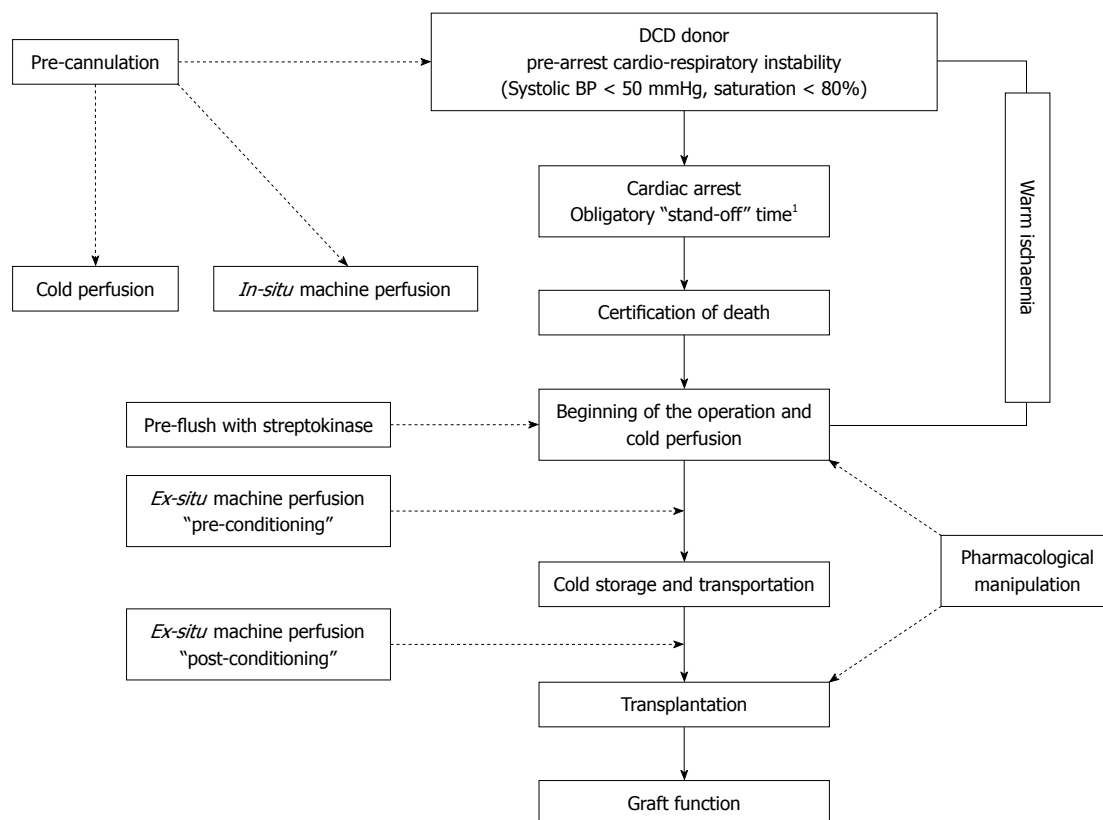 DCD donor
pre-arrest cardio-respiratory instability
(Systolic BP < 50 mmHg, saturation < 80%)
Pre-cannulation
Warm ischaemia
Cardiac arrest
Obligatory “stand-off” time¹
Cold perfusion
In-situ machine perfusion
Certification of death
Pre-flush with streptokinase
Beginning of the operation and
cold perfusion
Ex-situ machine perfusion
“pre-conditioning”
Pharmacological
manipulation
Cold storage and transportation
Ex-situ machine perfusion
“post-conditioning”
Transplantation
Graft function